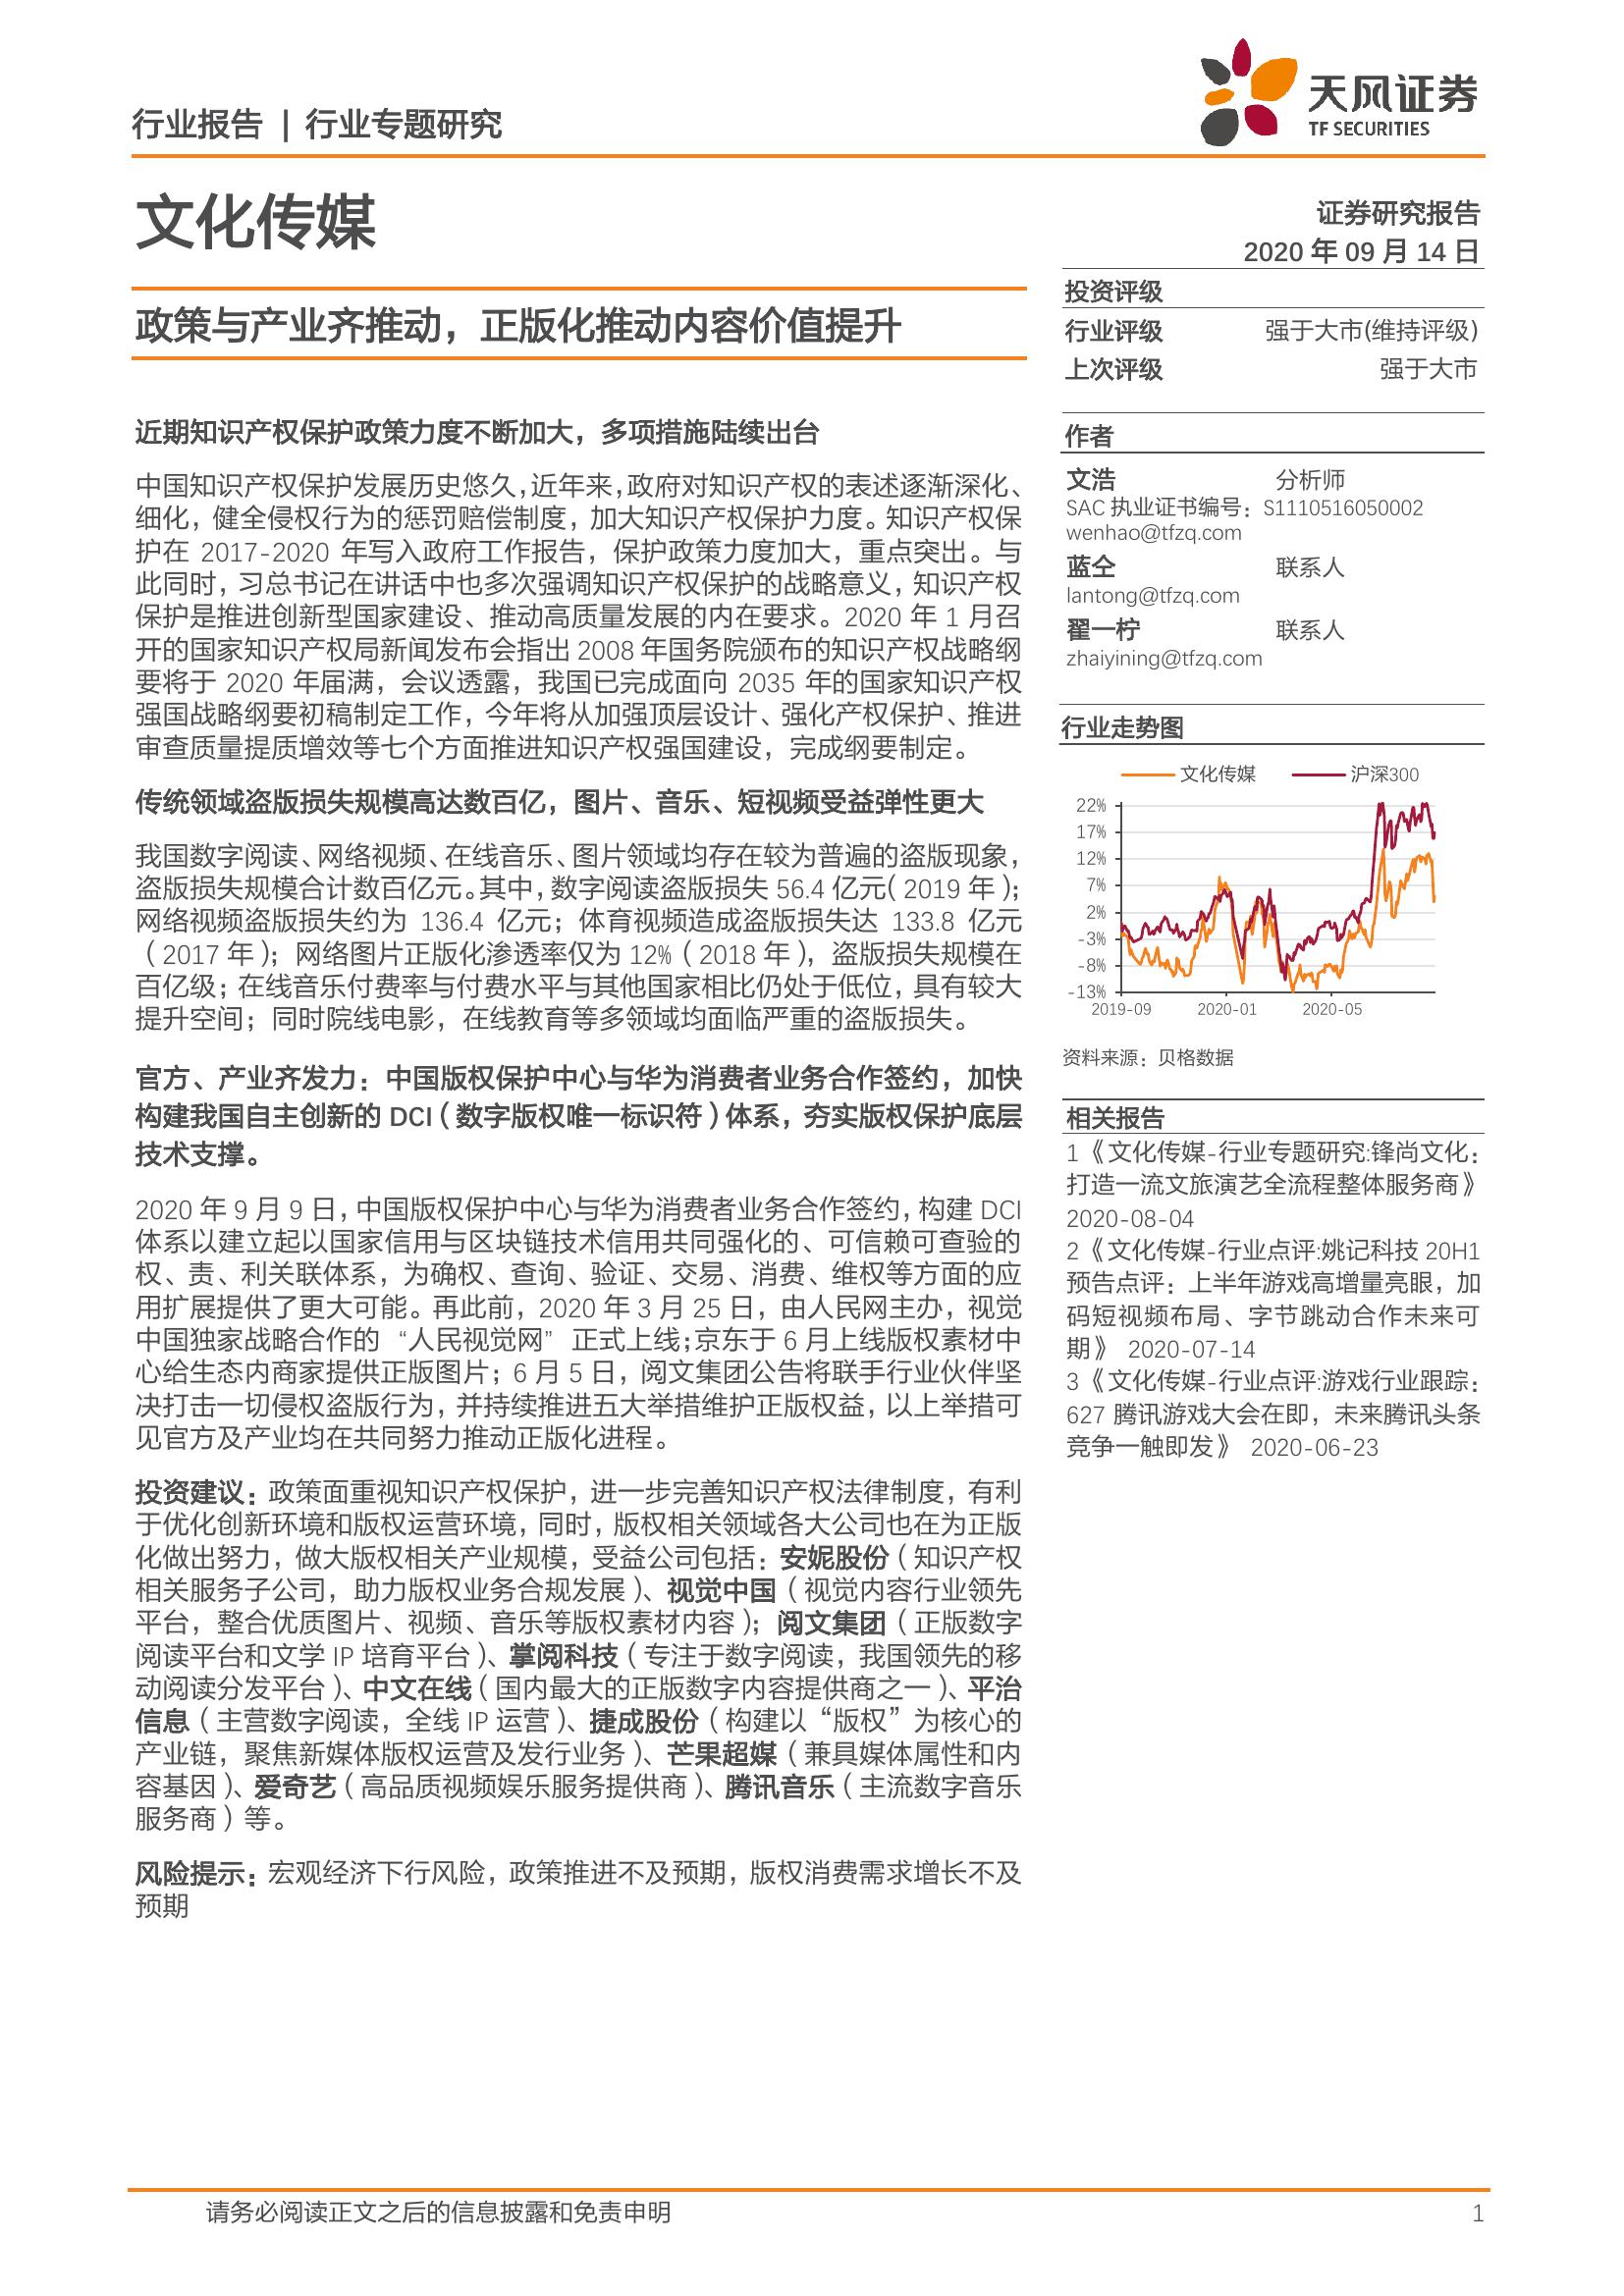 行业报告 | 行业专题研究
天风证券
TF SECURITIES
文化传媒
证券研究报告
2020 年 09 月 14 日
政策与产业齐推动，正版化推动内容价值提升
近期知识产权保护政策力度不断加大，多项措施陆续出台
中国知识产权保护发展历史悠久，近年来，政府对知识产权的表述逐渐深化、
细化，健全侵权行为的惩罚赔偿制度，加大知识产权保护力度。知识产权保
护在 2017-2020 年写入政府工作报告，保护政策力度加大，重点突出。与
此同时，习总书记在讲话中也多次强调知识产权保护的战略意义，知识产权
保护是推进创新型国家建设、推动高质量发展的内在要求。2020 年 1 月召
开的国家知识产权局新闻发布会指出 2008 年国务院颁布的知识产权战略纲
要将于 2020 年届满，会议透露，我国已完成面向 2035 年的国家知识产权
强国战略纲要初稿制定工作，今年将从加强顶层设计、强化产权保护、推进
审查质量提质增效等七个方面推进知识产权强国建设，完成纲要制定。
传统领域盗版损失规模高达数百亿，图片、音乐、短视频受益弹性更大
我国数字阅读、网络视频、在线音乐、图片领域均存在较为普遍的盗版现象，
盗版损失规模合计数百亿元。其中，数字阅读盗版损失 56.4 亿元（2019 年）；
网络视频盗版损失约为 136.4 亿元；体育视频造成盗版损失达 133.8 亿元
（2017 年）；网络图片正版化渗透率仅为 12%（2018 年），盗版损失规模在
百亿级；在线音乐付费率与付费水平与其他国家相比仍处于低位，具有较大
提升空间；同时院线电影，在线教育等多领域均面临严重的盗版损失。
官方、产业齐发力：中国版权保护中心与华为消费者业务合作签约，加快
构建我国自主创新的 DCI（数字版权唯一标识符）体系，夯实版权保护底层
技术支撑。
2020 年 9 月 9 日，中国版权保护中心与华为消费者业务合作签约，构建 DCI
体系以建立起以国家信用与区块链技术信用共同强化的、可信赖可查验的
权、责、利关联体系，为确权、查询、验证、交易、消费、维权等方面的应
用扩展提供了更大可能。再此前，2020 年 3 月 25 日，由人民网主办，视觉
中国独家战略合作的 “人民视觉网” 正式上线；京东于 6 月上线版权素材中
心给生态内商家提供正版图片；6 月 5 日，阅文集团公告将联手行业伙伴坚
决打击一切侵权盗版行为，并持续推进五大举措维护正版权益，以上举措可
见官方及产业均在共同努力推动正版化进程。
投资建议：政策面重视知识产权保护，进一步完善知识产权法律制度，有利
于优化创新环境和版权运营环境，同时，版权相关领域各大公司也在为正版
化做出努力，做大版权相关产业规模，受益公司包括：安妮股份（知识产权
相关服务子公司，助力版权业务合规发展）、视觉中国（视觉内容行业领先
平台，整合优质图片、视频、音乐等版权素材内容）；阅文集团（正版数字
阅读平台和文学 IP 培育平台）、掌阅科技（专注于数字阅读，我国领先的移
动阅读分发平台）、中文在线（国内最大的正版数字内容提供商之一）、平治
信息（主营数字阅读，全线 IP 运营）、捷成股份（构建以“版权”为核心的
产业链，聚焦新媒体版权运营及发行业务）、芒果超媒（兼具媒体属性和内
容基因）、爱奇艺（高品质视频娱乐服务提供商）、腾讯音乐（主流数字音乐
服务商）等。
风险提示：宏观经济下行风险，政策推进不及预期，版权消费需求增长不及
预期
投资评级
行业评级 强于大市(维持评级)
上次评级 强于大市
作者
文浩 分析师
SAC 执业证书编号：S1110516050002
wenhao@tfzq.com
蓝仝 联系人
lantong@tfzq.com
翟一柠 联系人
zhaiyining@tfzq.com
行业走势图
文化传媒 沪深300
22%
17%
12%
7%
2%
-3%
-8%
-13%
2019-09 2020-01 2020-05
资料来源：贝格数据
相关报告
1《文化传媒-行业专题研究:锋尚文化：
打造一流文旅演艺全流程整体服务商》
2020-08-04
2《文化传媒-行业点评:姚记科技 20H1
预告点评：上半年游戏高增量亮眼，加
码短视频布局、字节跳动合作未来可
期》 2020-07-14
3《文化传媒-行业点评:游戏行业跟踪：
627 腾讯游戏大会在即，未来腾讯头条
竞争一触即发》 2020-06-23
请务必阅读正文之后的信息披露和免责申明 1